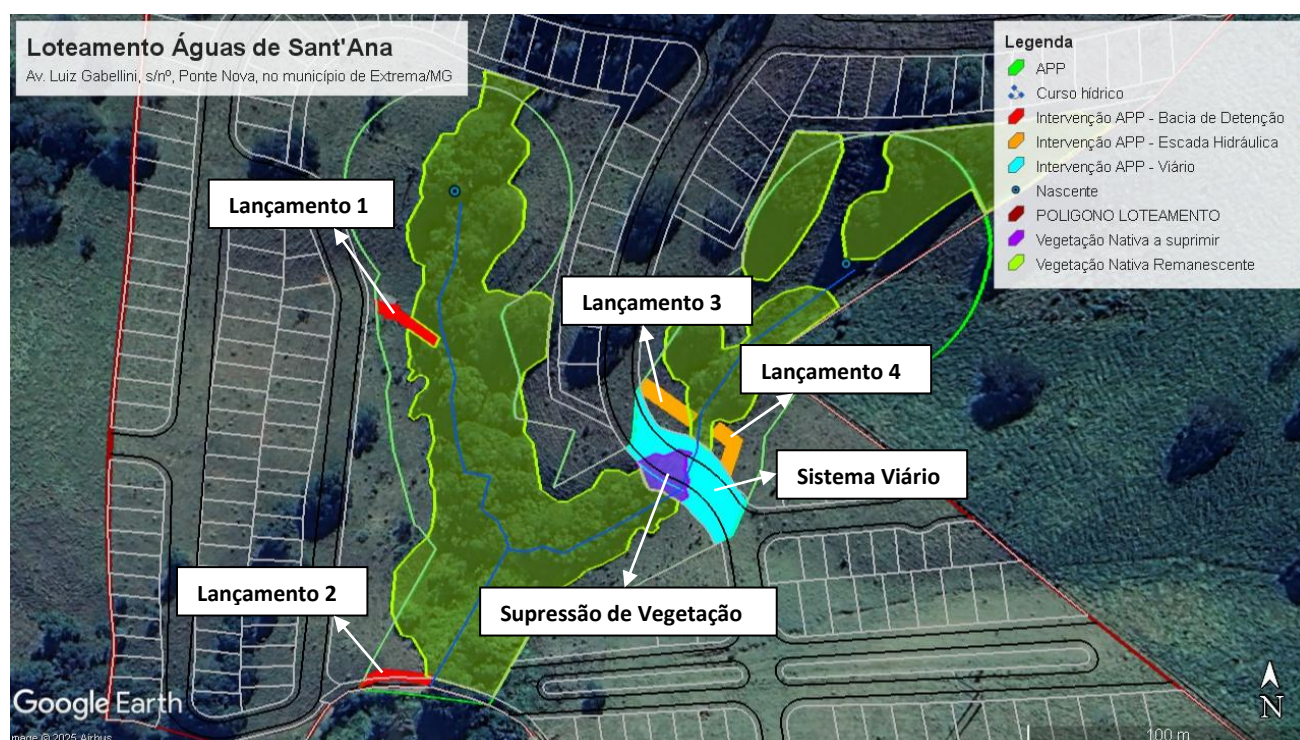 Loteamento Águas de Sant'Ana
Av. Luiz Gabellini, s/nº, Ponte Nova, no município de Extrema/MG
Legenda
APP
Curso hídrico
Intervenção APP - Bacia de Detenção
Intervenção APP - Escada Hidráulica
Intervenção APP - Viário
Nascente
POLIGONO LOTEAMENTO
Vegetação Nativa a suprimir
Vegetação Nativa Remanescente
Lançamento 1
Lançamento 3
Lançamento 4
Sistema Viário
Lançamento 2
Supressão de Vegetação
Google Earth
N
Image © 2025 Airbus
100 m